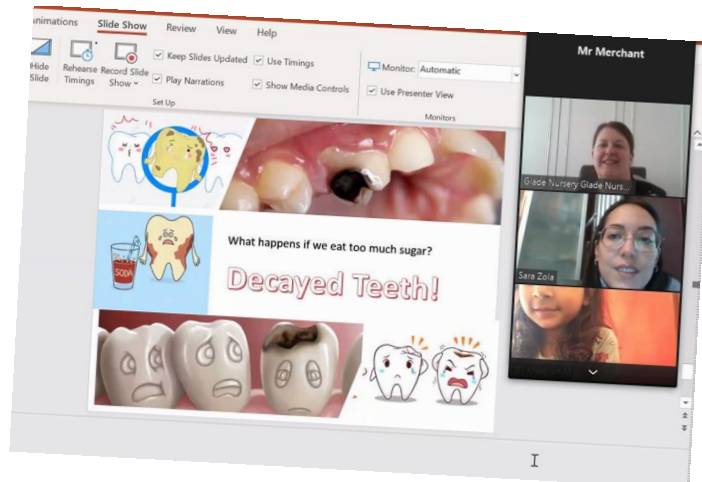 Animations Slide Show Review View Help
Hide Slide
Rehearse Timings
Record Slide Show
Keep Slides Updated
Play Narrations
Use Timings
Show Media Controls
Set Up
Monitor: Automatic
Use Presenter View
Monitors
Mr Merchant
Glade Nursery Glade Nurs...
Sara Zola
SODA
What happens if we eat too much sugar?
Decayed Teeth!